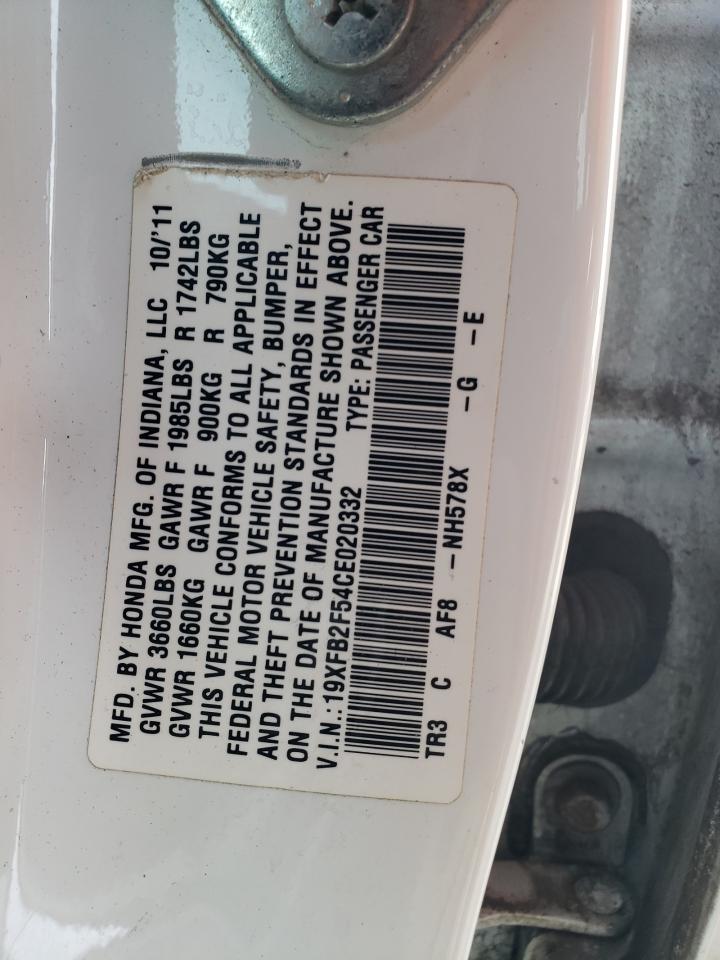 MFD. BY HONDA MFG. OF INDIANA, LLC 10/'11
GVWR 3660LBS GAWR F 1985LBS R 1742LBS
GVWR 1660KG GAWR F 900KG R 790KG
THIS VEHICLE CONFORMS TO ALL APPLICABLE
FEDERAL MOTOR VEHICLE SAFETY, BUMPER,
AND THEFT PREVENTION STANDARDS IN EFFECT
ON THE DATE OF MANUFACTURE SHOWN ABOVE.
V.I.N.: 19XFB2F54CE020332 TYPE: PASSENGER CAR
TR3 C AF8 -NH578X -G -E